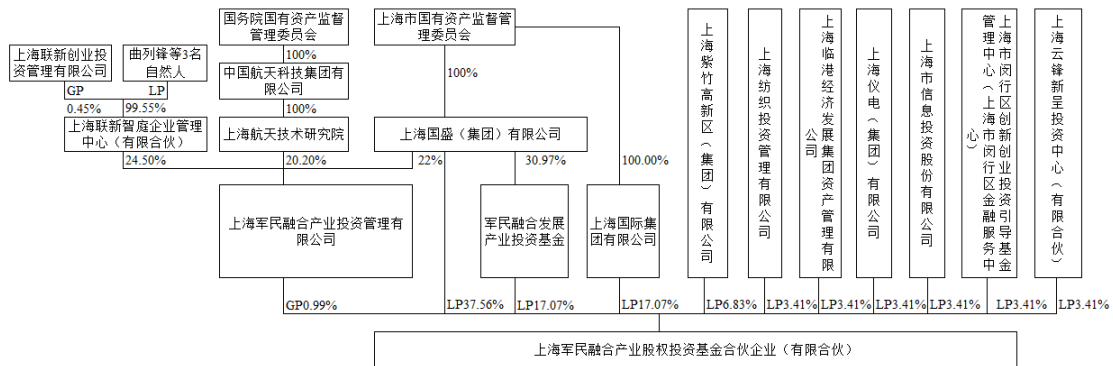 国务院国有资产监督
管理委员会
上海市国有资产监督管
理委员会
上海联新创业投
资管理有限公司
曲列锋等3名
自然人
100%
100%
中国航天科技集团有
限公司
GP
LP
0.45%
99.55%
100%
上海联新智庭企业管理
中心（有限合伙）
上海航天技术研究院
上海国盛（集团）有限公司
24.50%
20.20%
22%
30.97%
100.00%
上海军民融合产业投资管理有
限公司
军民融合发展
产业投资基金
上海国际集
团有限公司
上海紫竹高新区（集团）有限公司
上海纺织投资管理有限公司
上海临港经济发展集团资产管理有限
公司
上海仪电（集团）有限公司
上海市信息投资股份有限公司
上海市闵行区创新创业投资引导基金
管理中心（上海市闵行区金融服务中
心）
上海云锋新呈投资中心（有限合伙）
GP0.99%
LP37.56%
LP17.07%
LP17.07%
LP6.83%
LP3.41%
LP3.41%
LP3.41%
LP3.41%
LP3.41%
LP3.41%
上海军民融合产业股权投资基金合伙企业（有限合伙）